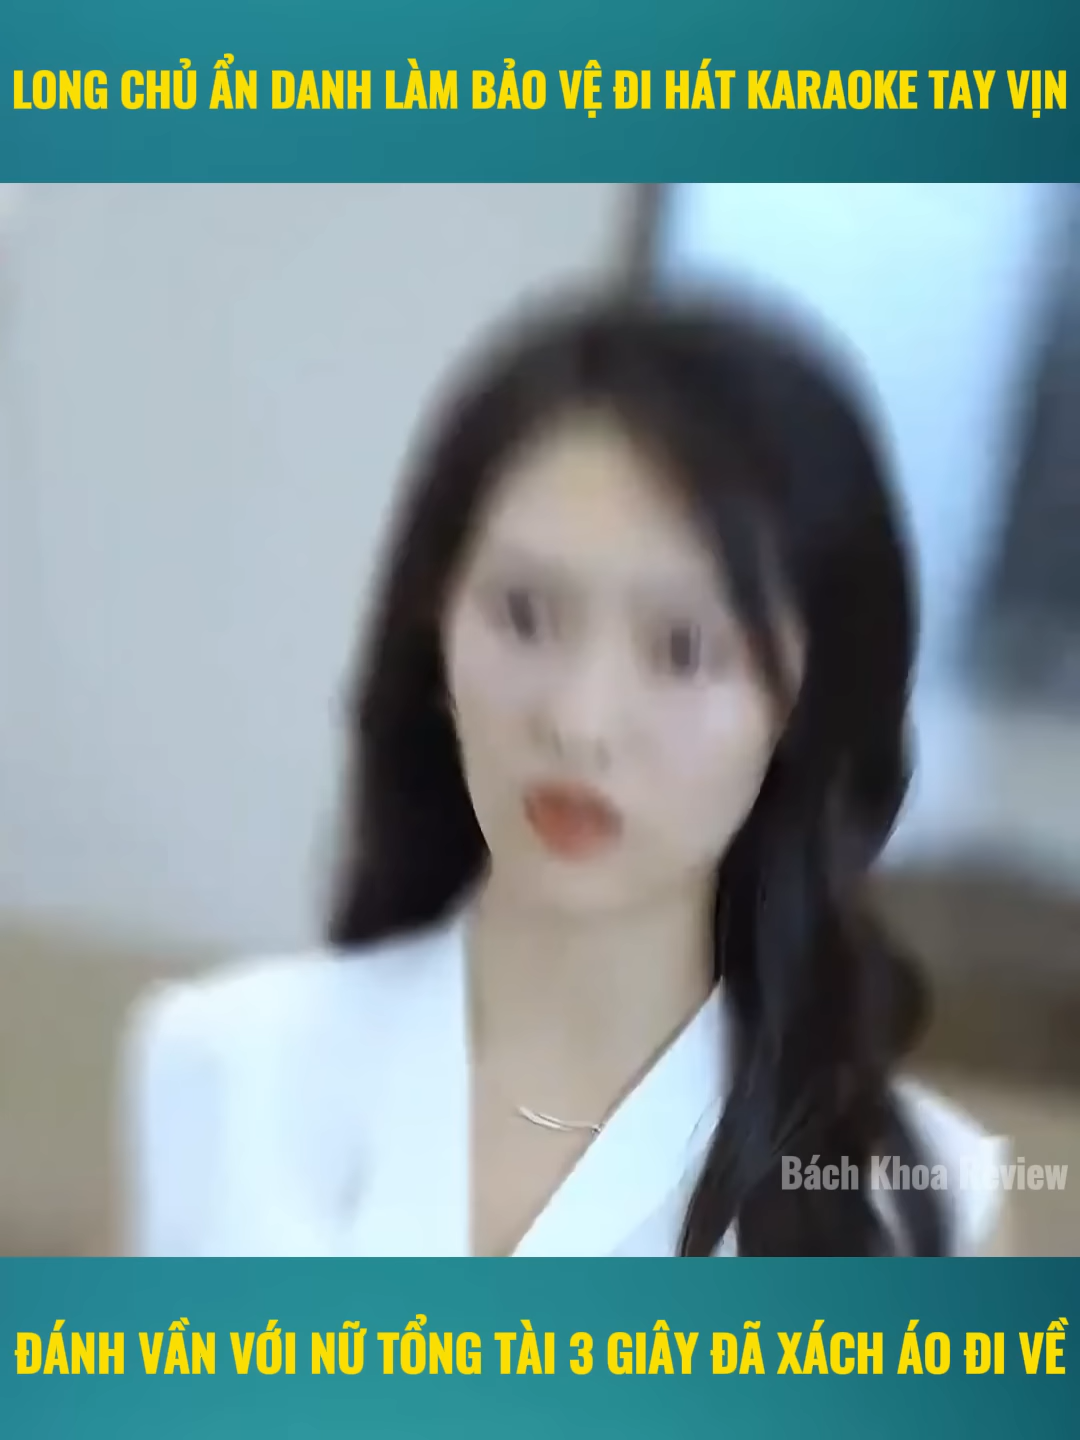 LONG CHỦ ẨN DANH LÀM BẢO VỆ ĐI HÁT KARAOKE TAY VỊN
Bách Khoa Review
ĐÁNH VẦN VỚI NỮ TỔNG TÀI 3 GIÂY ĐÃ XÁCH ÁO ĐI VỀ